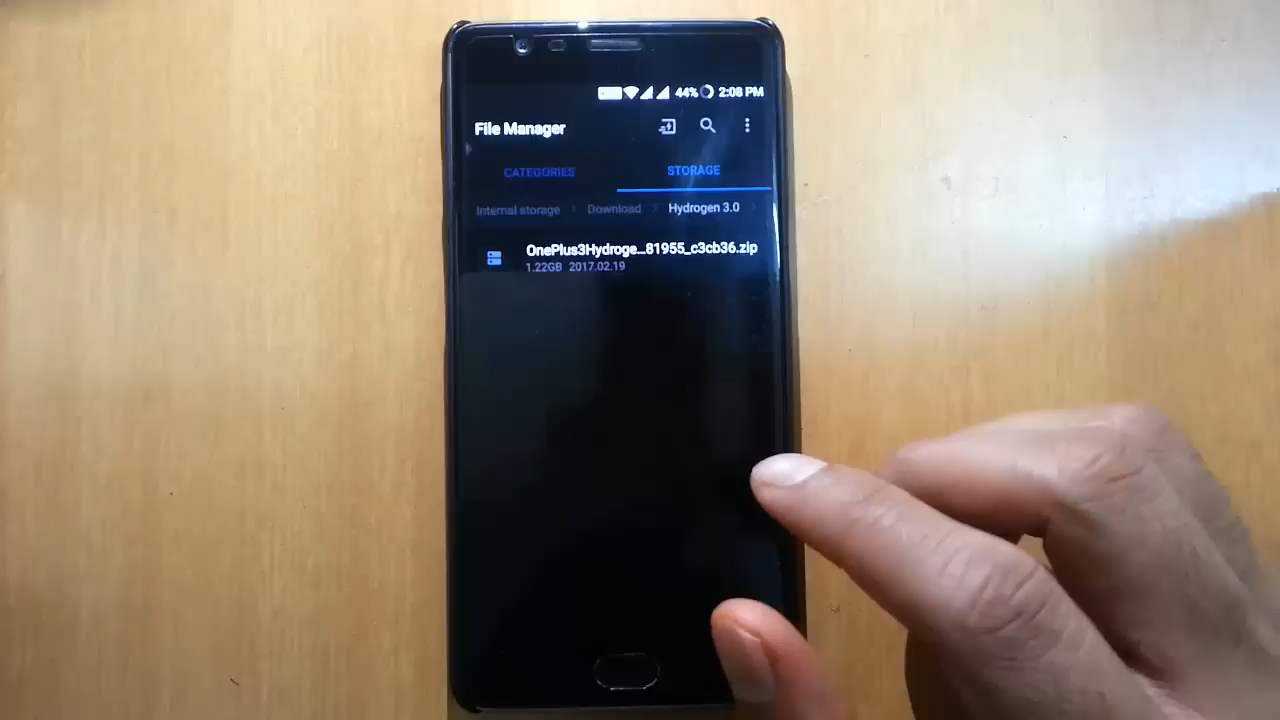 44% 2:08 PM
File Manager
CATEGORIES STORAGE
Internal storage > Download > Hydrogen 3.0 >
OnePlus3Hydroge...81955_c3cb36.zip
1.22GB 2017.02.19